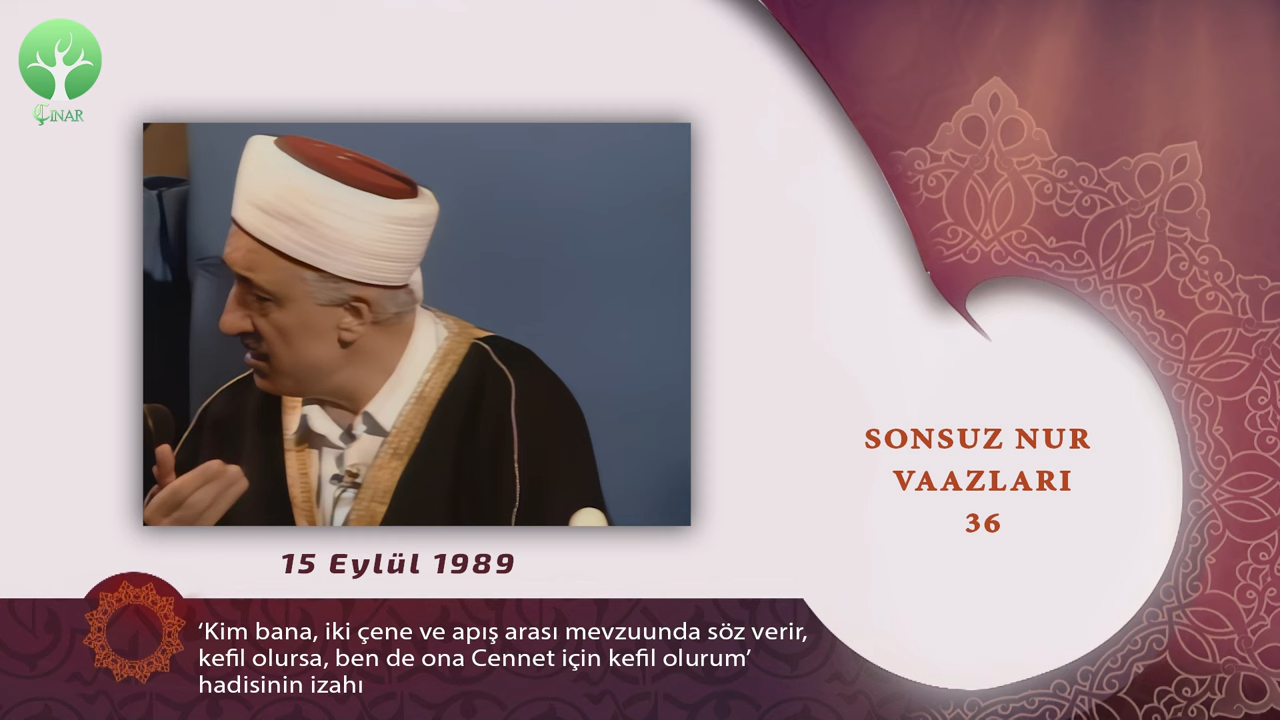 ÇINAR
SONSUZ NUR
VAAZLARI
36
15 Eylül 1989
‘Kim bana, iki çene ve apış arası mevzuunda söz verir,
kefil olursa, ben de ona Cennet için kefil olurum’
hadisinin izahı